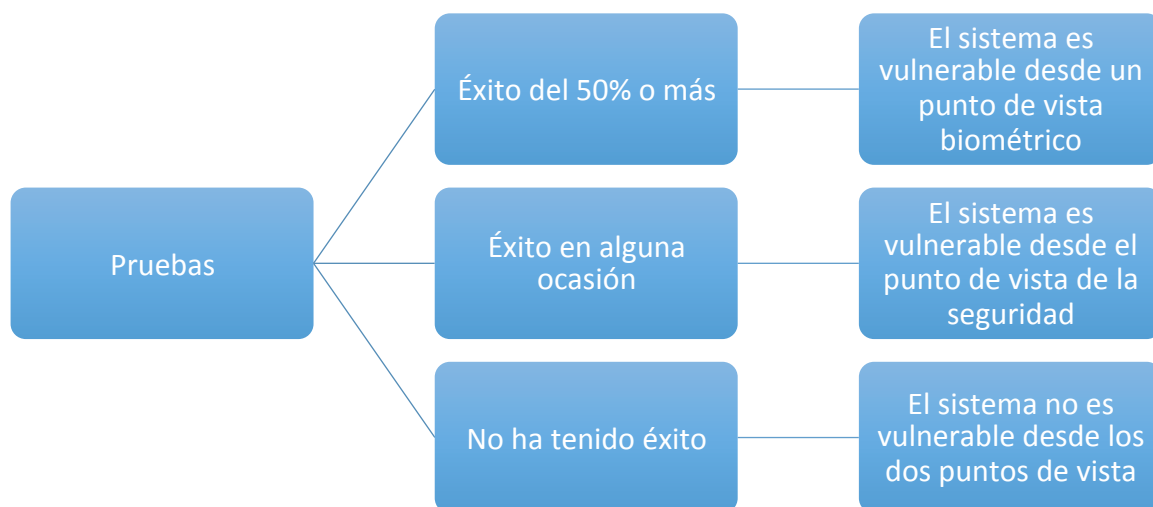 Pruebas
Éxito del 50% o más
El sistema es
vulnerable desde un
punto de vista
biométrico
Éxito en alguna
ocasión
El sistema es
vulnerable desde el
punto de vista de la
seguridad
No ha tenido éxito
El sistema no es
vulnerable desde los
dos puntos de vista